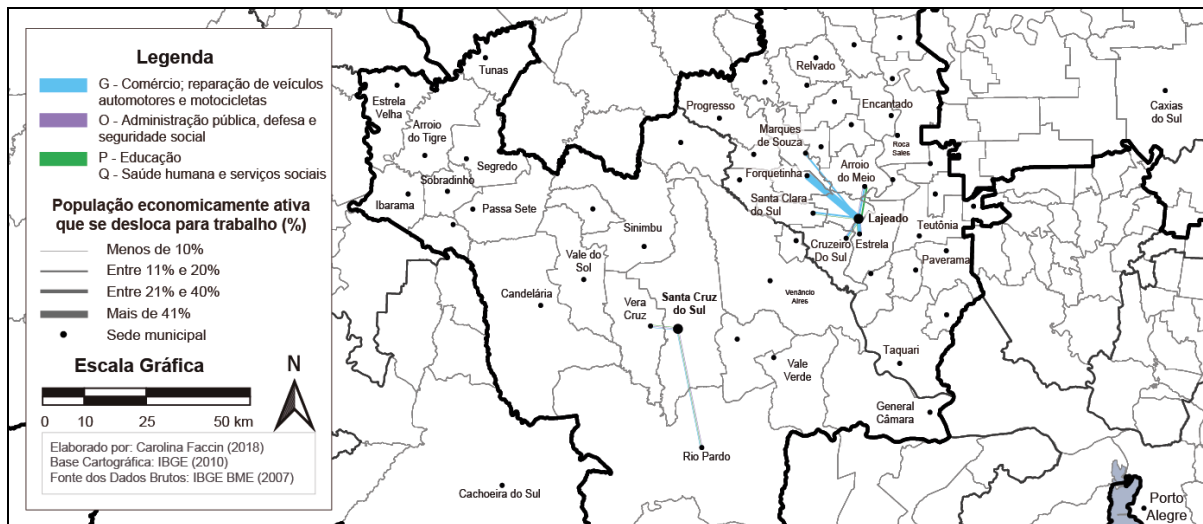 Legenda
G - Comércio; reparação de veículos
automotores e motocicletas
O - Administração pública, defesa e
seguridade social
P - Educação
Q - Saúde humana e serviços sociais
População economicamente ativa
que se desloca para trabalho (%)
Menos de 10%
Entre 11% e 20%
Entre 21% e 40%
Mais de 41%
Sede municipal
Escala Gráfica
N
0 10 25 50 km
Elaborado por: Carolina Faccin (2018)
Base Cartográfica: IBGE (2010)
Fonte dos Dados Brutos: IBGE BME (2007)
Tunas
Estrela
Velha
Arroio
do Tigre
Segredo
Sobradinho
Ibarama
Passa Sete
Sinimbu
Vale do
Sol
Candelária
Vera
Cruz
Santa Cruz
do Sul
Rio Pardo
Cachoeira do Sul
Relvado
Progresso
Encantado
Marques
de Souza
Roca
Sales
Arroio
do Meio
Forquetinha
Santa Clara
do Sul
Lajeado
Cruzeiro
Do Sul
Estrela
Teutônia
Paverama
Venâncio
Aires
Vale
Verde
Taquari
General
Câmara
Caxias
do Sul
Porto
Alegre